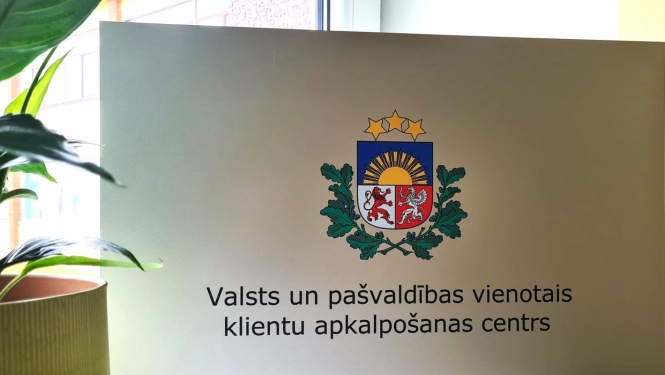 Valsts un pašvaldības vienotais
klientu apkalpošanas centrs